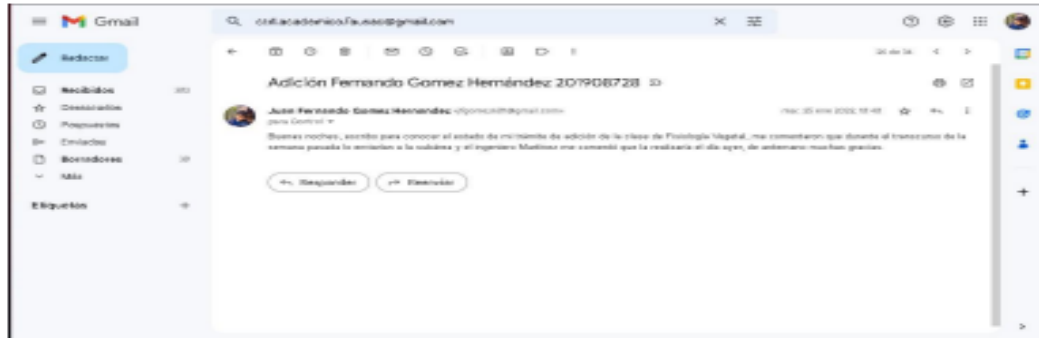 Gmail
Redactar
Recibidos
Destacados
Pospuestos
Enviados
Borradores
Más
Etiquetas
Adición Fernando Gomez Hernández 201908728
Juan Fernando Gomez Hernandez
para Control
Buenas noches, escribo para conocer el estado de mi trámite de adición de la clase de Fisiología Vegetal, me comentaron que durante el transcurso de la
semana pasada lo enviarían a la subárea y el ingeniero Martínez me comentó que la realizaría el día ayer, de antemano muchas gracias.
Responder
Reenviar